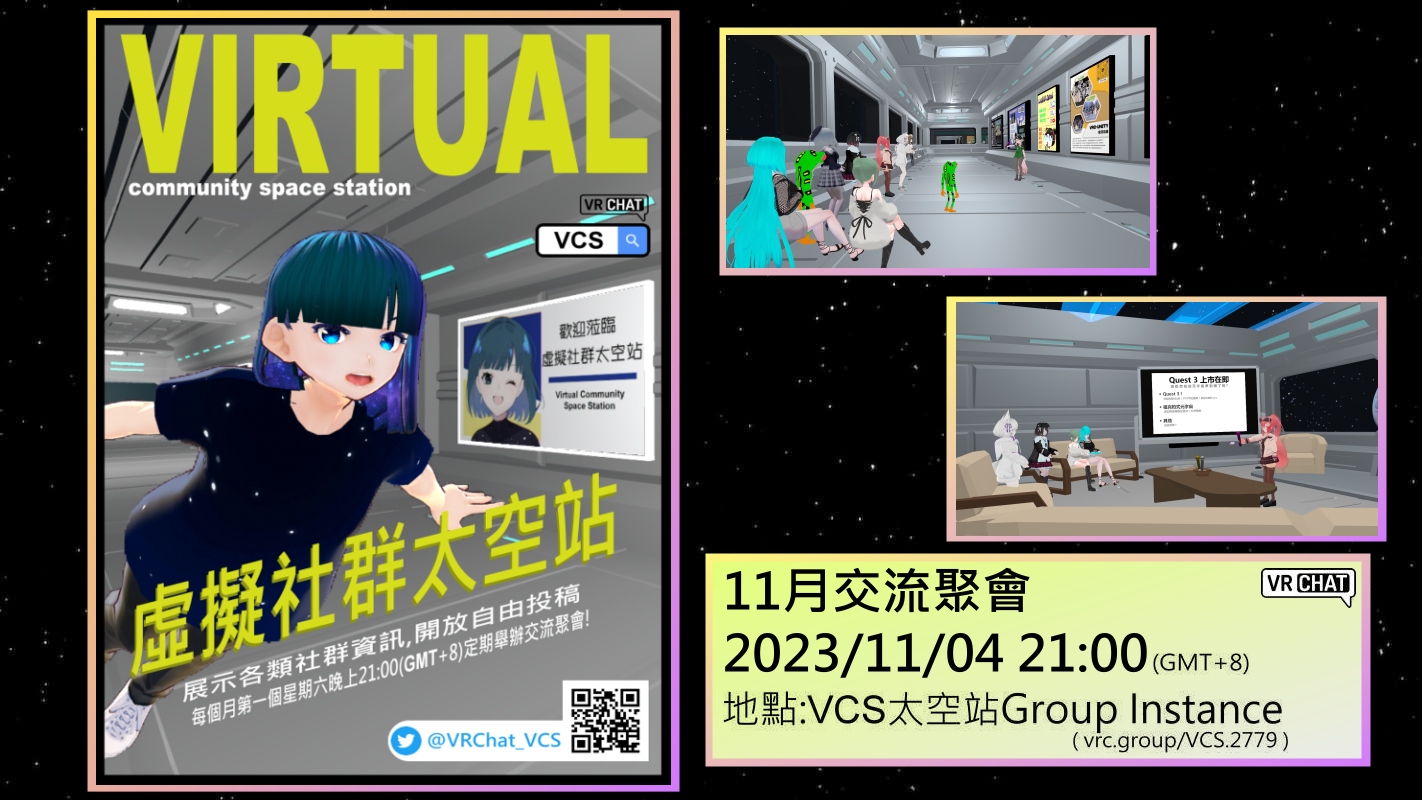 VIRTUAL
community space station
VR CHAT
VCS
歡迎蒞臨
虛擬社群太空站
Virtual Community
Space Station
虛擬社群太空站
展示各類社群資訊,開放自由投稿
每個月第一個星期六晚上21:00(GMT+8)定期舉辦交流聚會!
@VRChat_VCS
Quest 3 上市在即
• Quest 3 !
11月交流聚會
VR CHAT
2023/11/04 21:00 (GMT+8)
地點:VCS太空站Group Instance
( vrc.group/VCS.2779 )